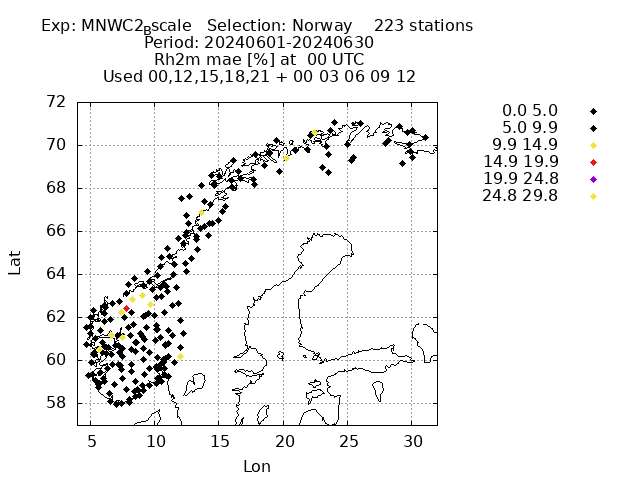 Exp: MNWC2Bscale Selection: Norway 223 stations
Period: 20240601-20240630
Rh2m mae [%] at 00 UTC
Used 00,12,15,18,21 + 00 03 06 09 12
0.0 5.0
5.0 9.9
9.9 14.9
14.9 19.9
19.9 24.8
24.8 29.8
72
70
68
66
64
62
60
58
Lat
5 10 15 20 25 30
Lon